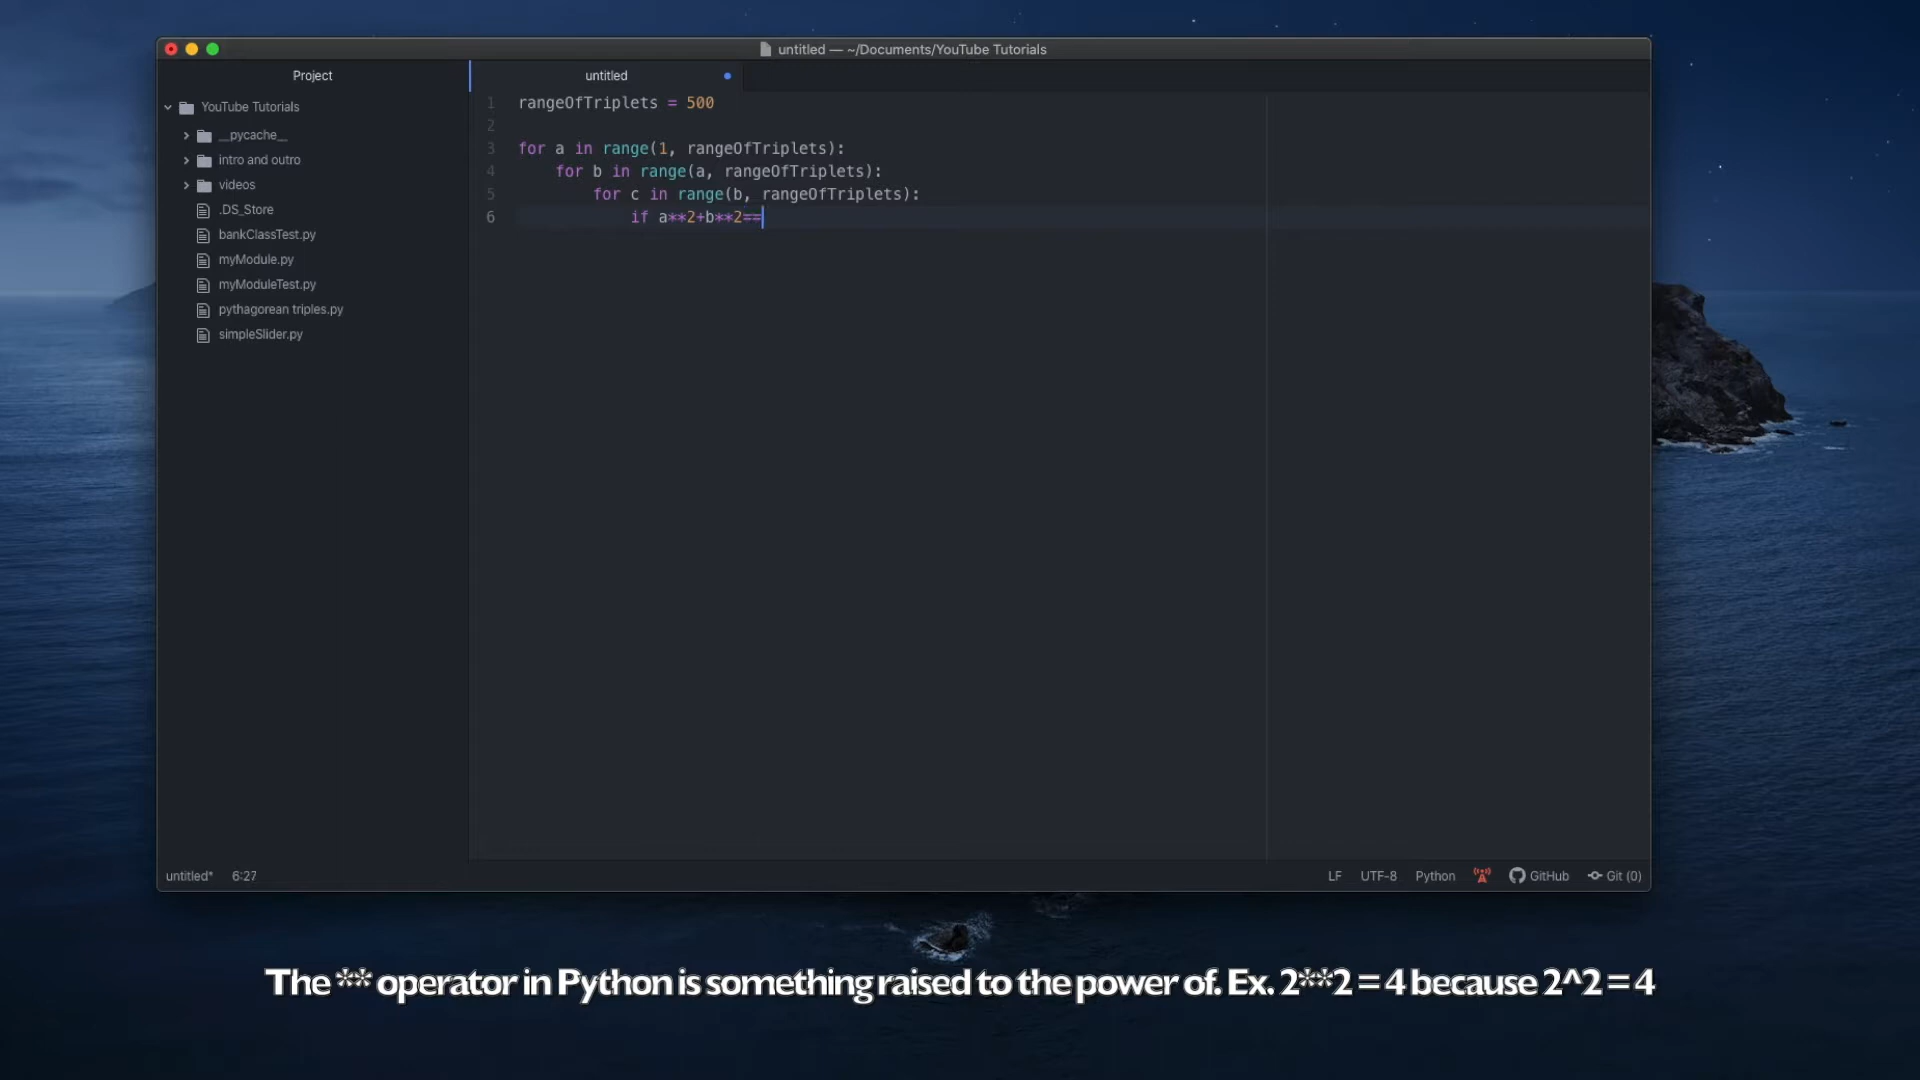 untitled — ~/Documents/YouTube Tutorials
Project
untitled
YouTube Tutorials
__pycache__
intro and outro
videos
.DS_Store
bankClassTest.py
myModule.py
myModuleTest.py
pythagorean triples.py
simpleSlider.py
1 rangeOfTriplets = 500
2
3 for a in range(1, rangeOfTriplets):
4     for b in range(a, rangeOfTriplets):
5         for c in range(b, rangeOfTriplets):
6             if a**2+b**2==
untitled* 6:27 LF UTF-8 Python GitHub Git (0)
The ** operator in Python is something raised to the power of. Ex. 2**2 = 4 because 2^2 = 4